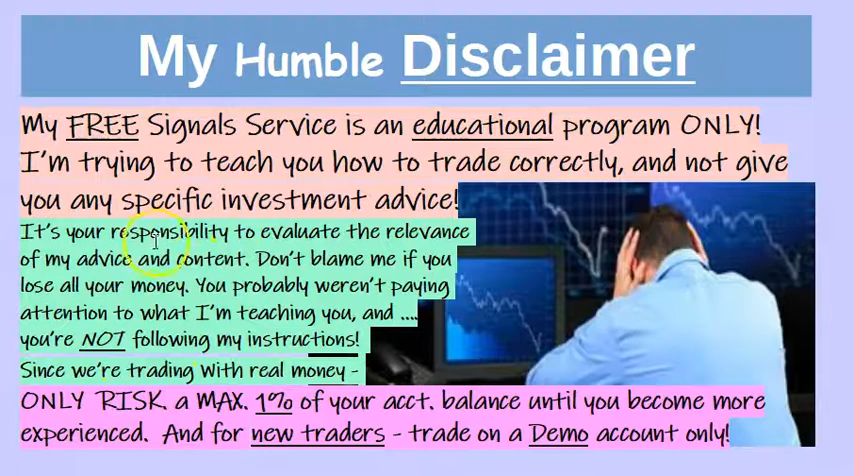 My Humble Disclaimer
My FREE Signals Service is an educational program ONLY!
I'm trying to teach you how to trade correctly, and not give
you any specific investment advice!
It's your responsibility to evaluate the relevance
of my advice and content. Don't blame me if you
lose all your money. You probably weren't paying
attention to what I'm teaching you, and ....
you're NOT following my instructions!
Since we're trading with real money -
ONLY RISK a MAX. 1% of your acct. balance until you become more
experienced. And for new traders - trade on a Demo account only!